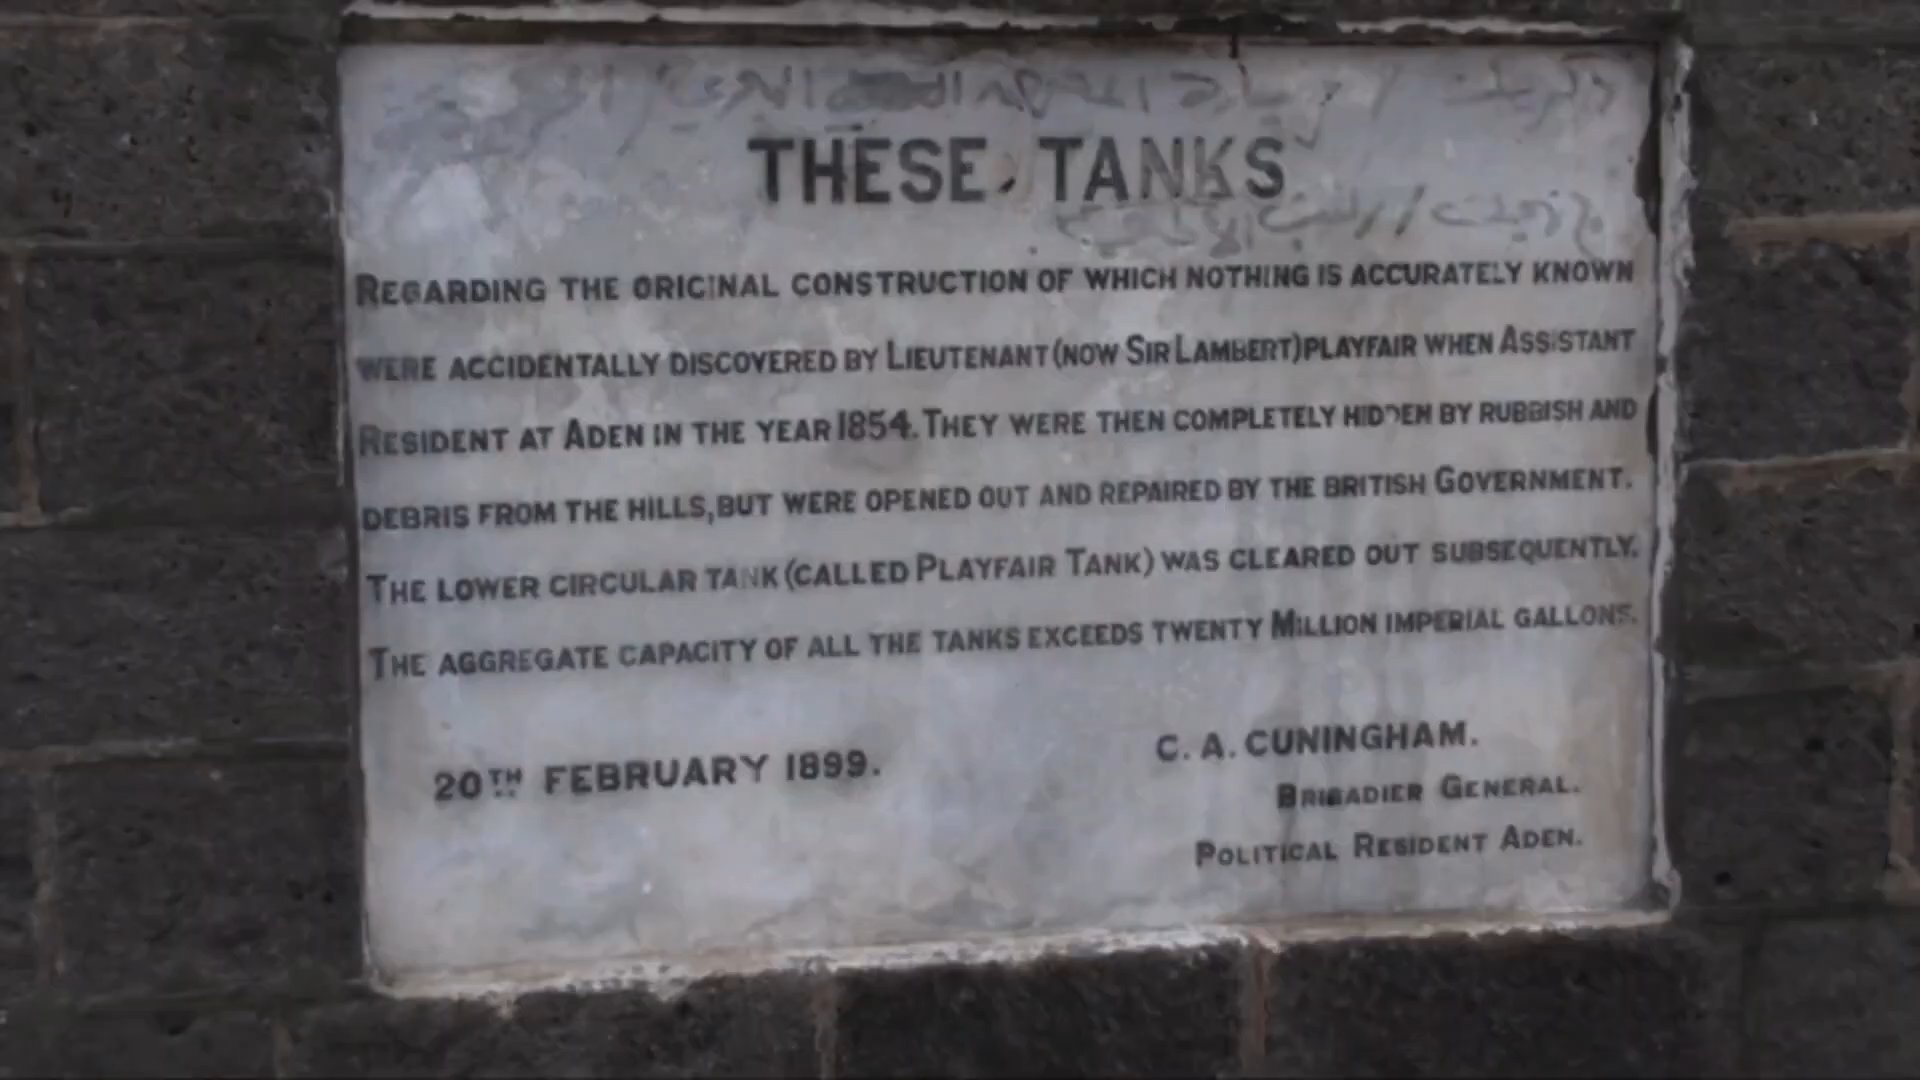 THESE TANKS
REGARDING THE ORIGINAL CONSTRUCTION OF WHICH NOTHING IS ACCURATELY KNOWN
WERE ACCIDENTALLY DISCOVERED BY LIEUTENANT (NOW SIR LAMBERT) PLAYFAIR WHEN ASSISTANT
RESIDENT AT ADEN IN THE YEAR 1854. THEY WERE THEN COMPLETELY HIDDEN BY RUBBISH AND
DEBRIS FROM THE HILLS, BUT WERE OPENED OUT AND REPAIRED BY THE BRITISH GOVERNMENT.
THE LOWER CIRCULAR TANK (CALLED PLAYFAIR TANK) WAS CLEARED OUT SUBSEQUENTLY.
THE AGGREGATE CAPACITY OF ALL THE TANKS EXCEEDS TWENTY MILLION IMPERIAL GALLONS.
20TH FEBRUARY 1899.
C. A. CUNINGHAM.
BRIGADIER GENERAL.
POLITICAL RESIDENT ADEN.